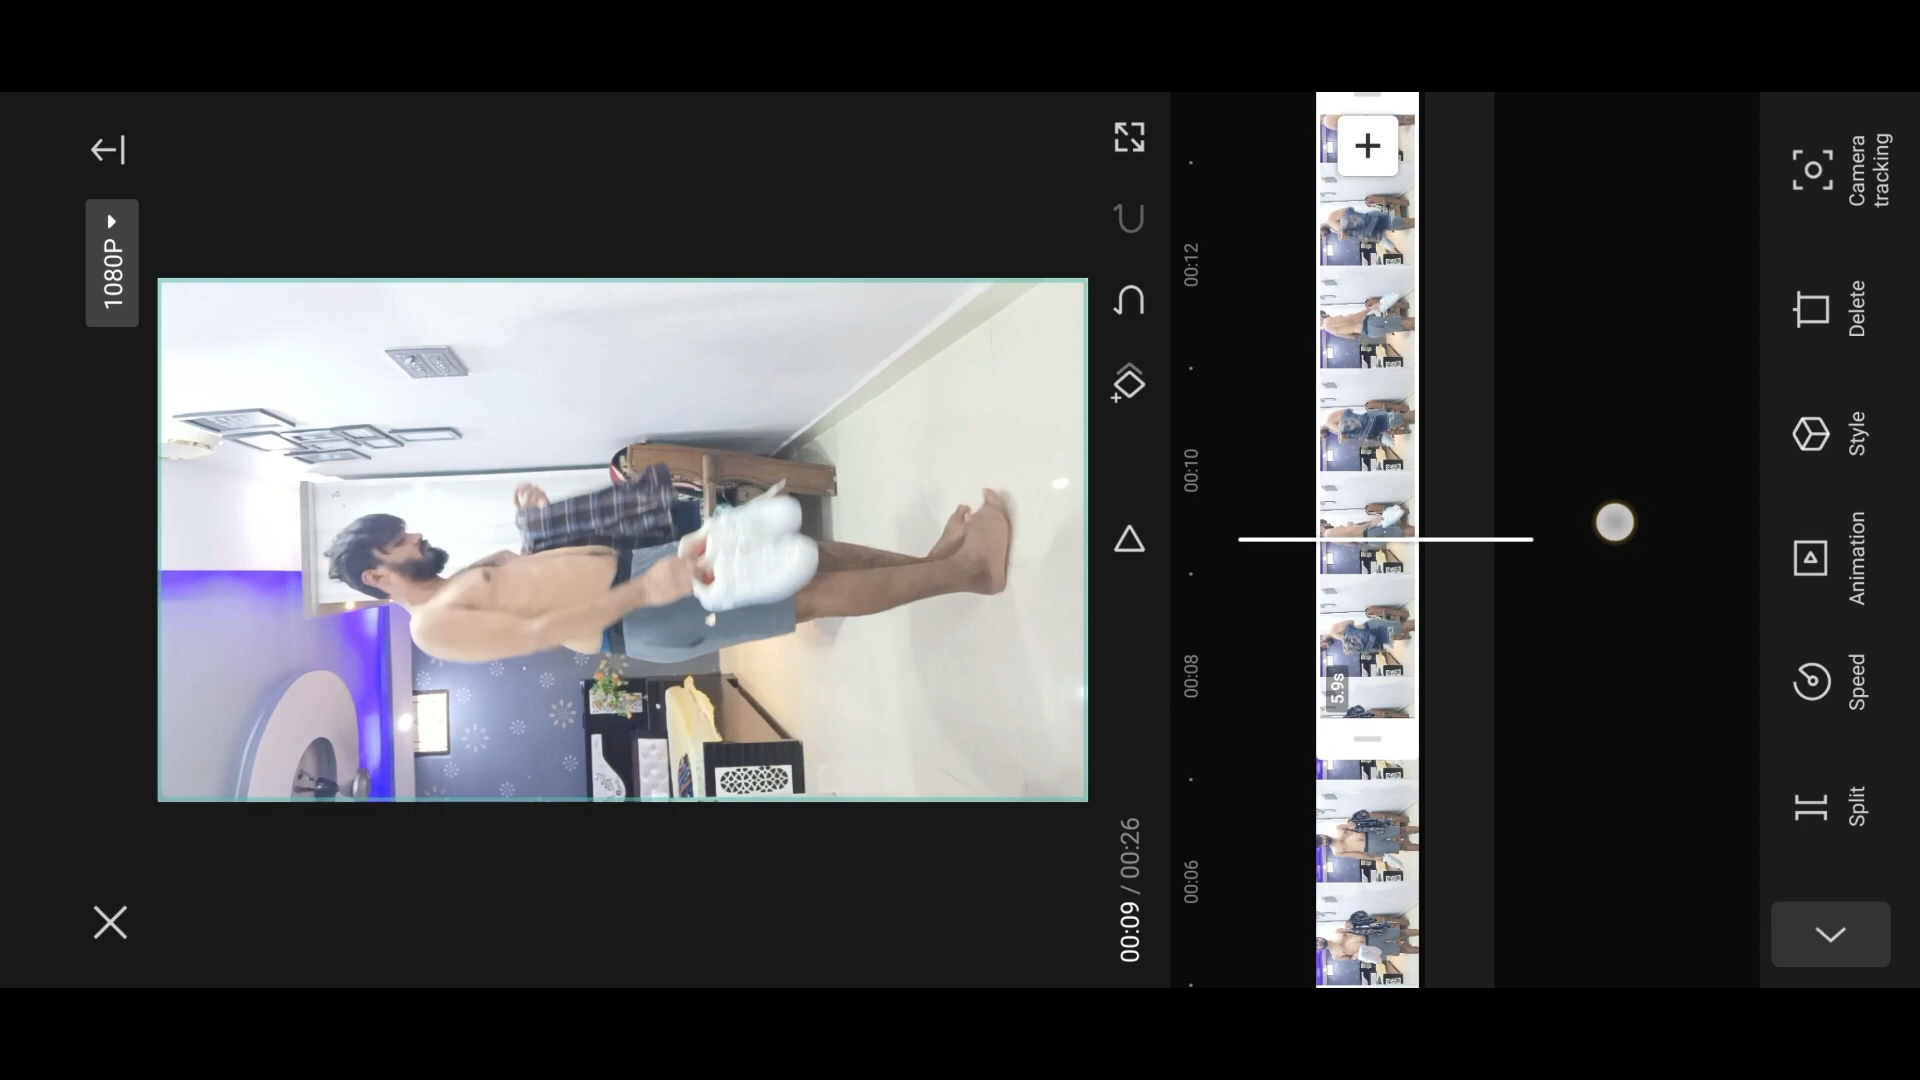 1080P
00:09 / 00:26
00:06
00:08
00:10
00:12
5.9s
Split
Speed
Animation
Style
Delete
Camera
tracking